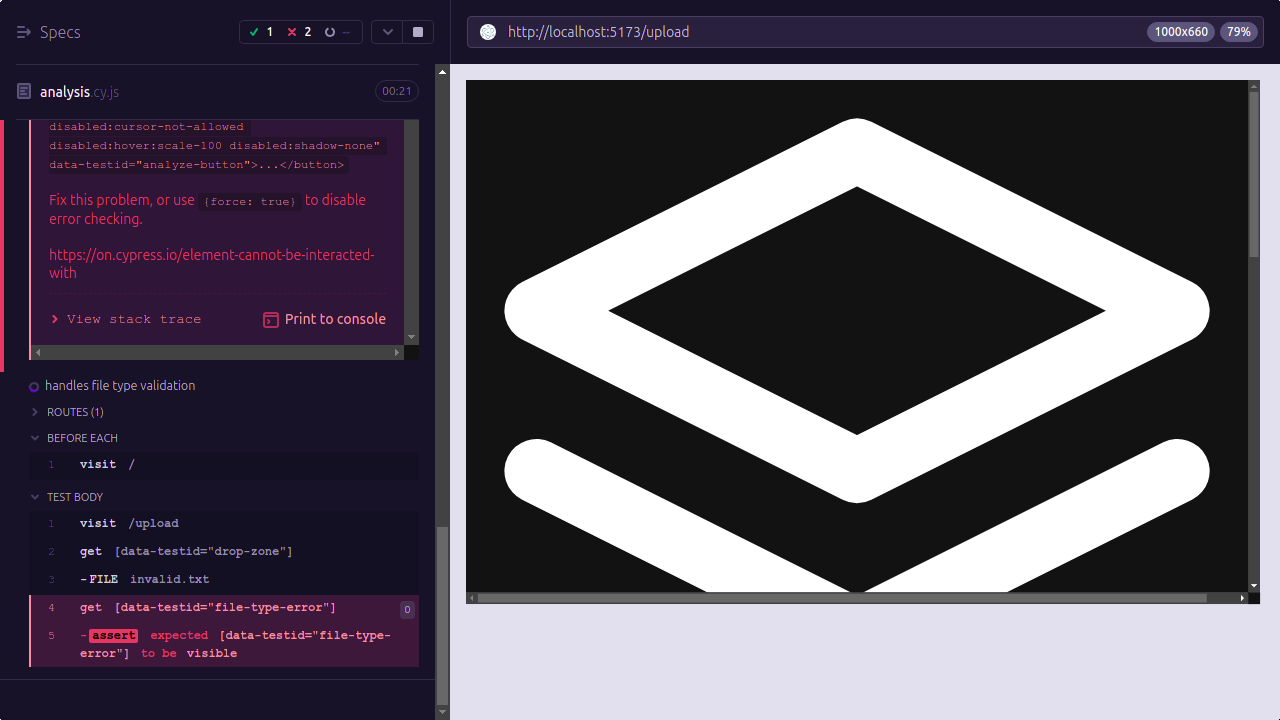 Specs
1
2
--
http://localhost:5173/upload
1000x660
79%
analysis.cy.js
00:21
disabled:cursor-not-allowed
disabled:hover:scale-100 disabled:shadow-none"
data-testid="analyze-button">...</button>
Fix this problem, or use {force: true} to disable
error checking.
https://on.cypress.io/element-cannot-be-interacted-
with
View stack trace
Print to console
handles file type validation
ROUTES (1)
BEFORE EACH
1 visit /
TEST BODY
1 visit /upload
2 get [data-testid="drop-zone"]
3 -FILE invalid.txt
4 get [data-testid="file-type-error"] 0
5 -assert expected [data-testid="file-type-
error"] to be visible